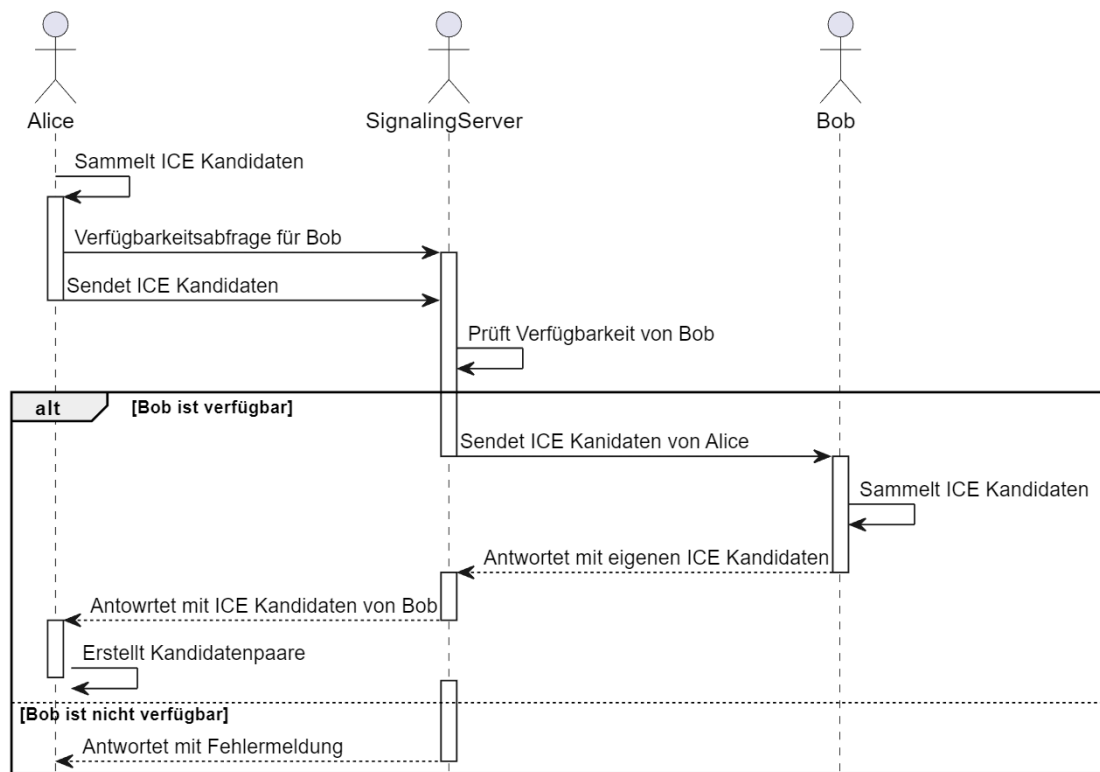 Alice
SignalingServer
Bob
Sammelt ICE Kandidaten
Verfügbarkeitsabfrage für Bob
Sendet ICE Kandidaten
Prüft Verfügbarkeit von Bob
alt
[Bob ist verfügbar]
Sendet ICE Kanidaten von Alice
Sammelt ICE Kandidaten
Antwortet mit eigenen ICE Kandidaten
Antowrtet mit ICE Kandidaten von Bob
Erstellt Kandidatenpaare
[Bob ist nicht verfügbar]
Antwortet mit Fehlermeldung